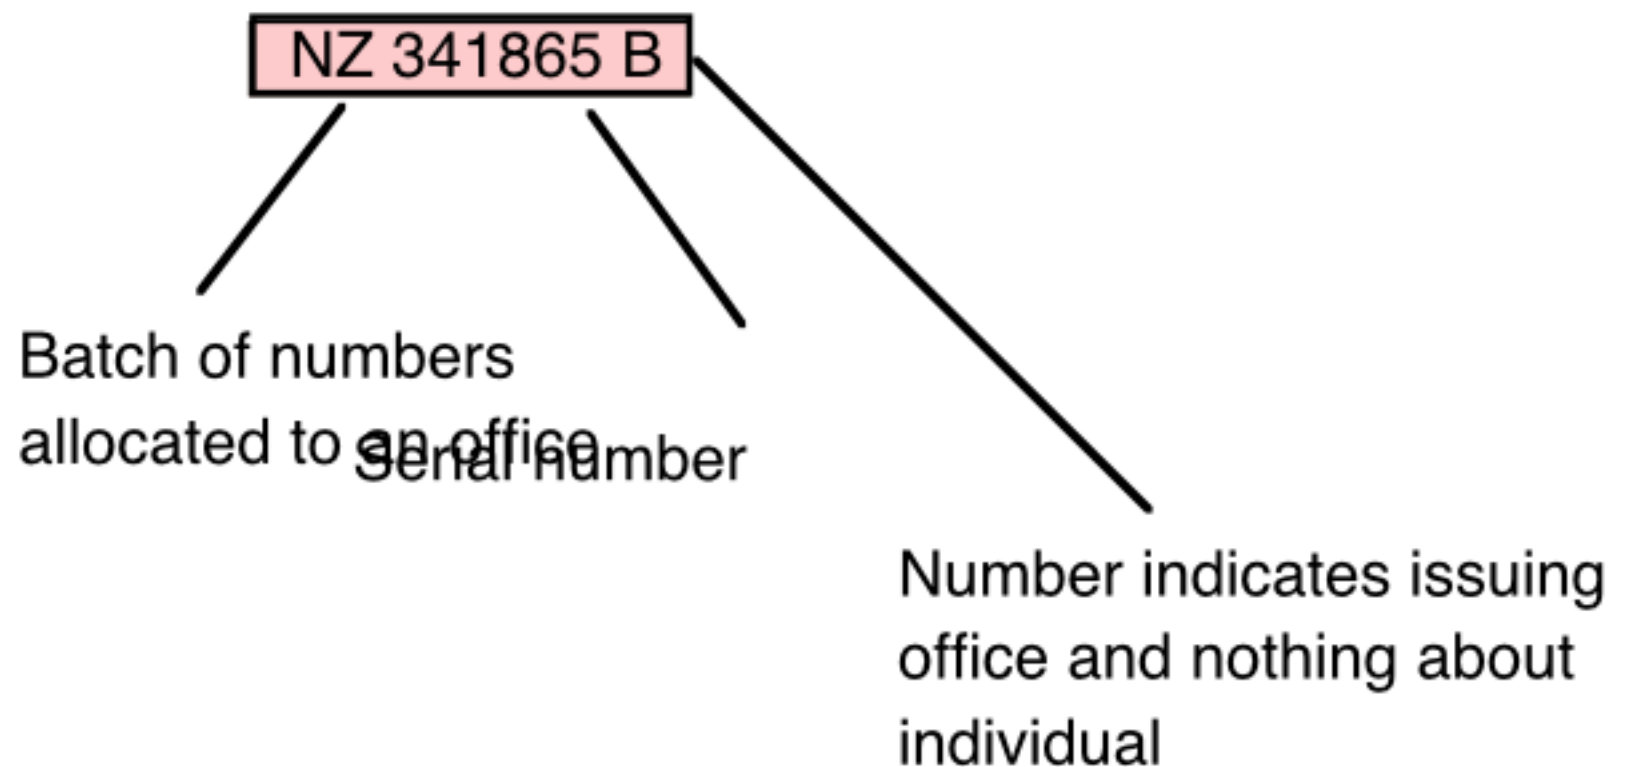 NZ 341865 B
Batch of numbers
allocated to an office
Serial number
Number indicates issuing
office and nothing about
individual